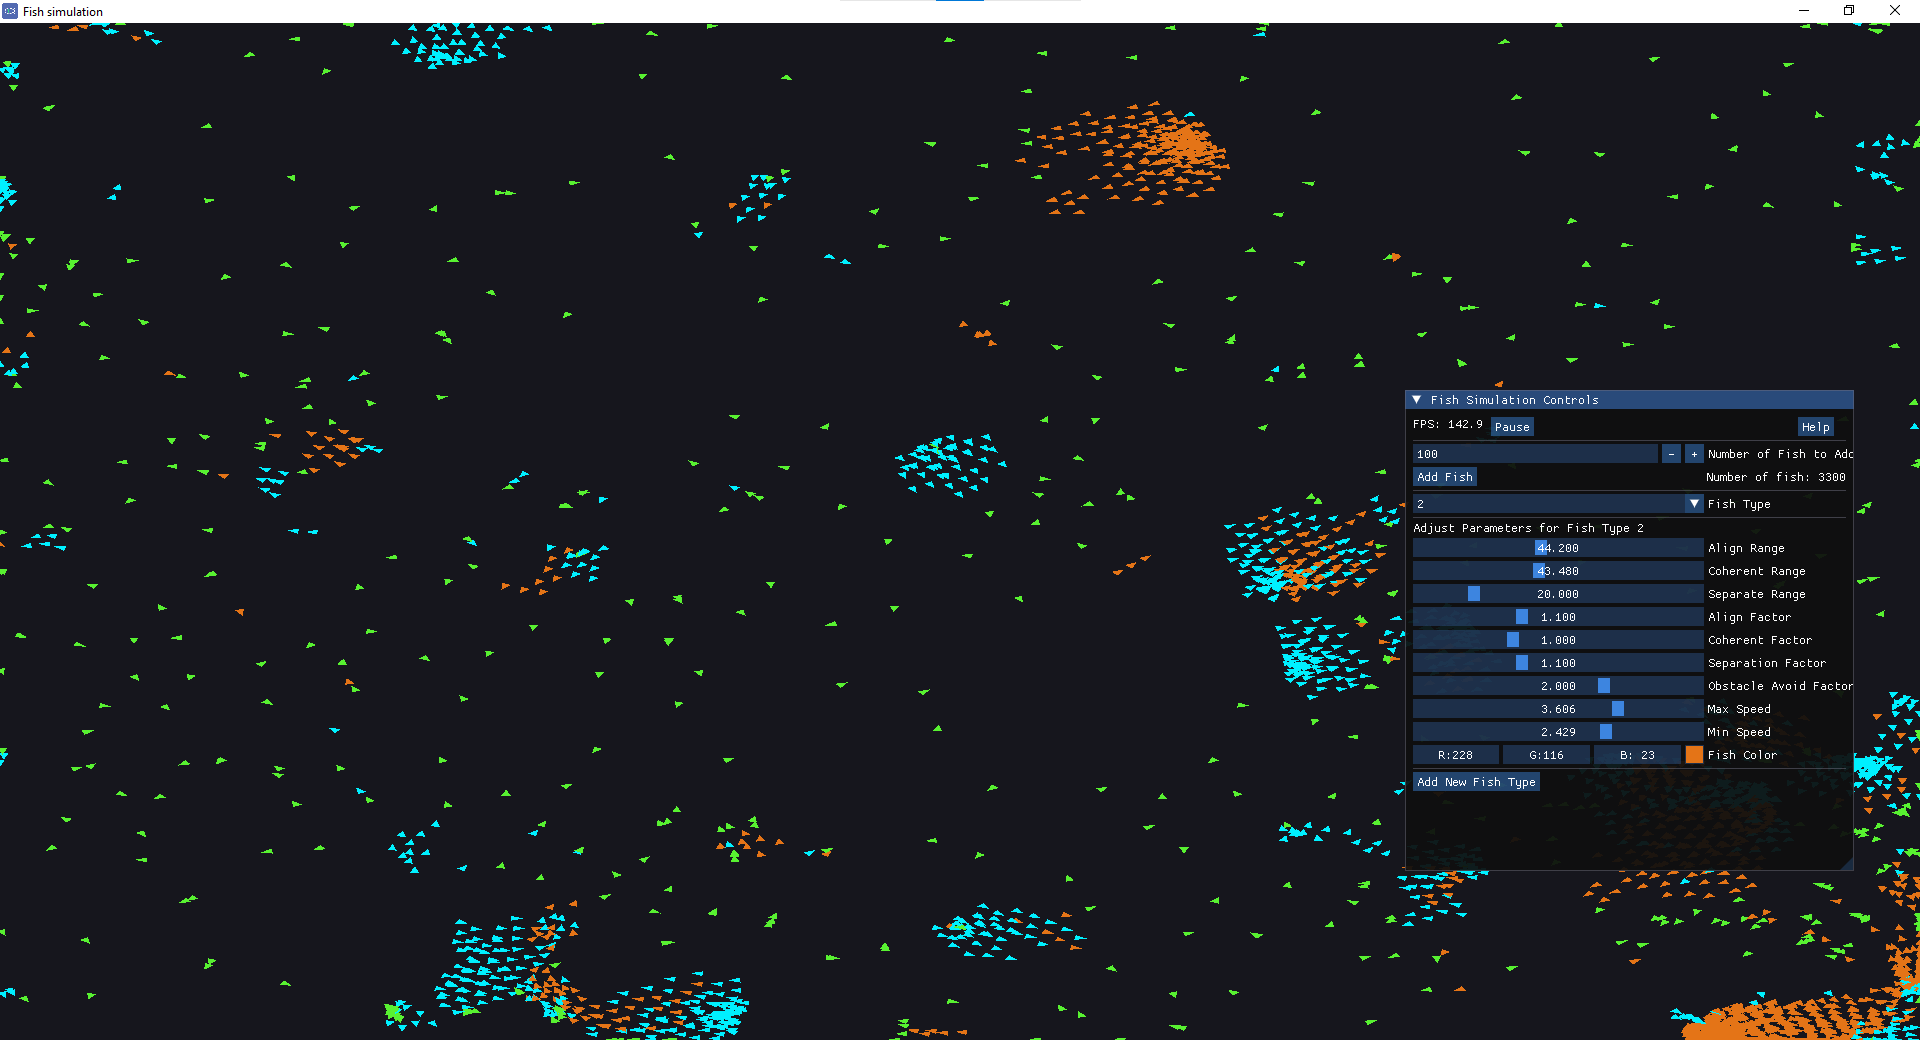 Fish simulation
Fish Simulation Controls
FPS: 142.9 Pause Help
100 - + Number of Fish to Add
Add Fish Number of fish: 3300
2 Fish Type
Adjust Parameters for Fish Type 2
44.200 Align Range
43.480 Coherent Range
20.000 Separate Range
1.100 Align Factor
1.000 Coherent Factor
1.100 Separation Factor
2.000 Obstacle Avoid Factor
3.606 Max Speed
2.429 Min Speed
R:228 G:116 B: 23 Fish Color
Add New Fish Type